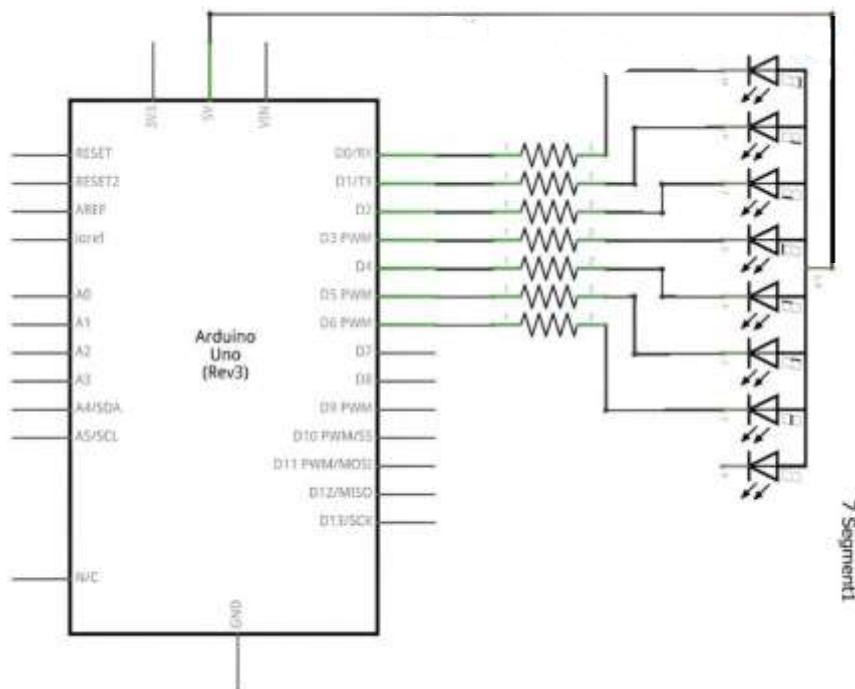 3V3
5V
VIN
RESET
RESET2
AREF
ioref
A0
A1
A2
A3
A4/SDA
A5/SCL
N/C
Arduino
Uno
(Rev3)
D0/RX
D1/TX
D2
D3 PWM
D4
D5 PWM
D6 PWM
D7
D8
D9 PWM
D10 PWM/SS
D11 PWM/MOSI
D12/MISO
D13/SCK
GND
7 Segment1